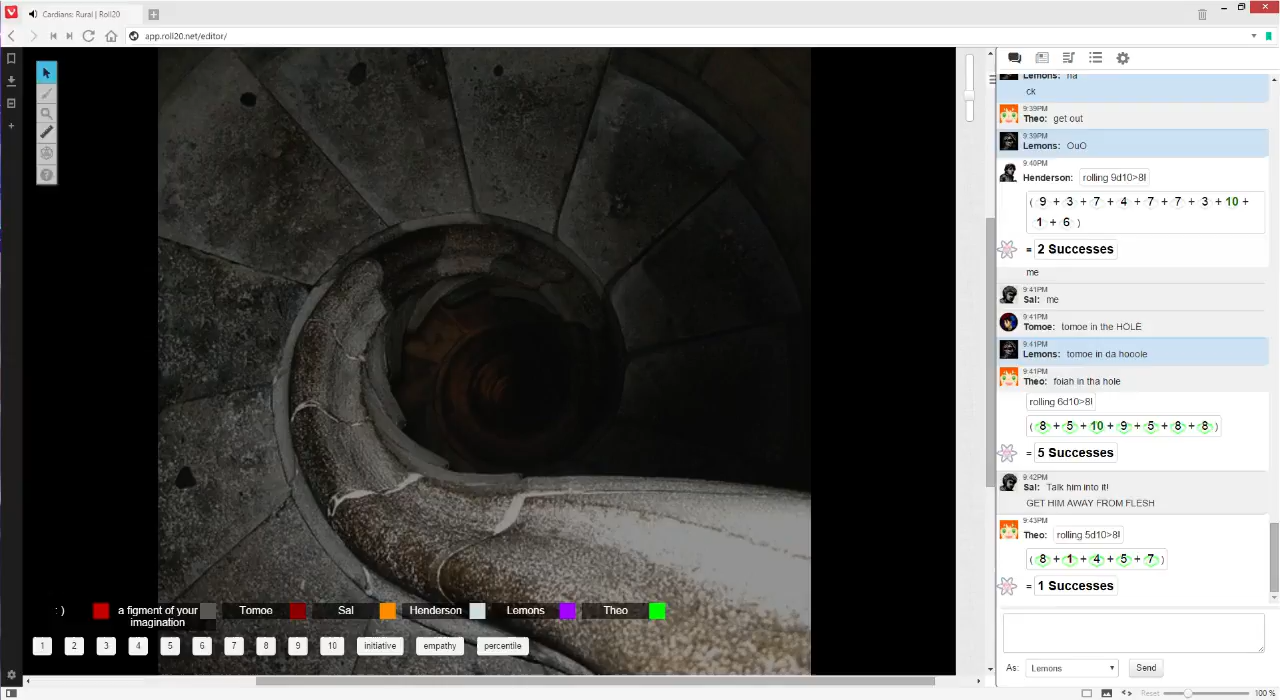 Cardians: Rural | Roll20
app.roll20.net/editor/
Lemons: ha
ck
9:39PM
Theo: get out
9:39PM
Lemons: OuO
9:40PM
Henderson: rolling 9d10>8!
( 9 + 3 + 7 + 4 + 7 + 7 + 3 + 10 +
1 + 6 )
= 2 Successes
me
9:41PM
Sal: me
9:41PM
Tomoe: tomoe in the HOLE
9:41PM
Lemons: tomoe in da hooole
9:41PM
Theo: foiah in tha hole
rolling 6d10>8!
( 8 + 5 + 10 + 9 + 5 + 8 + 8 )
= 5 Successes
9:42PM
Sal: Talk him into it!
GET HIM AWAY FROM FLESH
9:43PM
Theo: rolling 5d10>8!
( 8 + 1 + 4 + 5 + 7 )
= 1 Successes
: ) a figment of your imagination Tomoe Sal Henderson Lemons Theo
1 2 3 4 5 6 7 8 9 10 initiative empathy percentile
As: Lemons Send
Reset 100 %